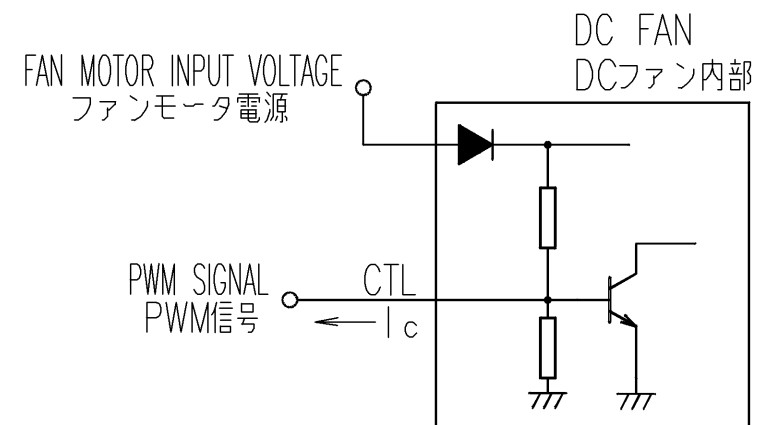 DC FAN
DCファン内部
FAN MOTOR INPUT VOLTAGE
ファンモータ電源
PWM SIGNAL
PWM信号
CTL
Ic